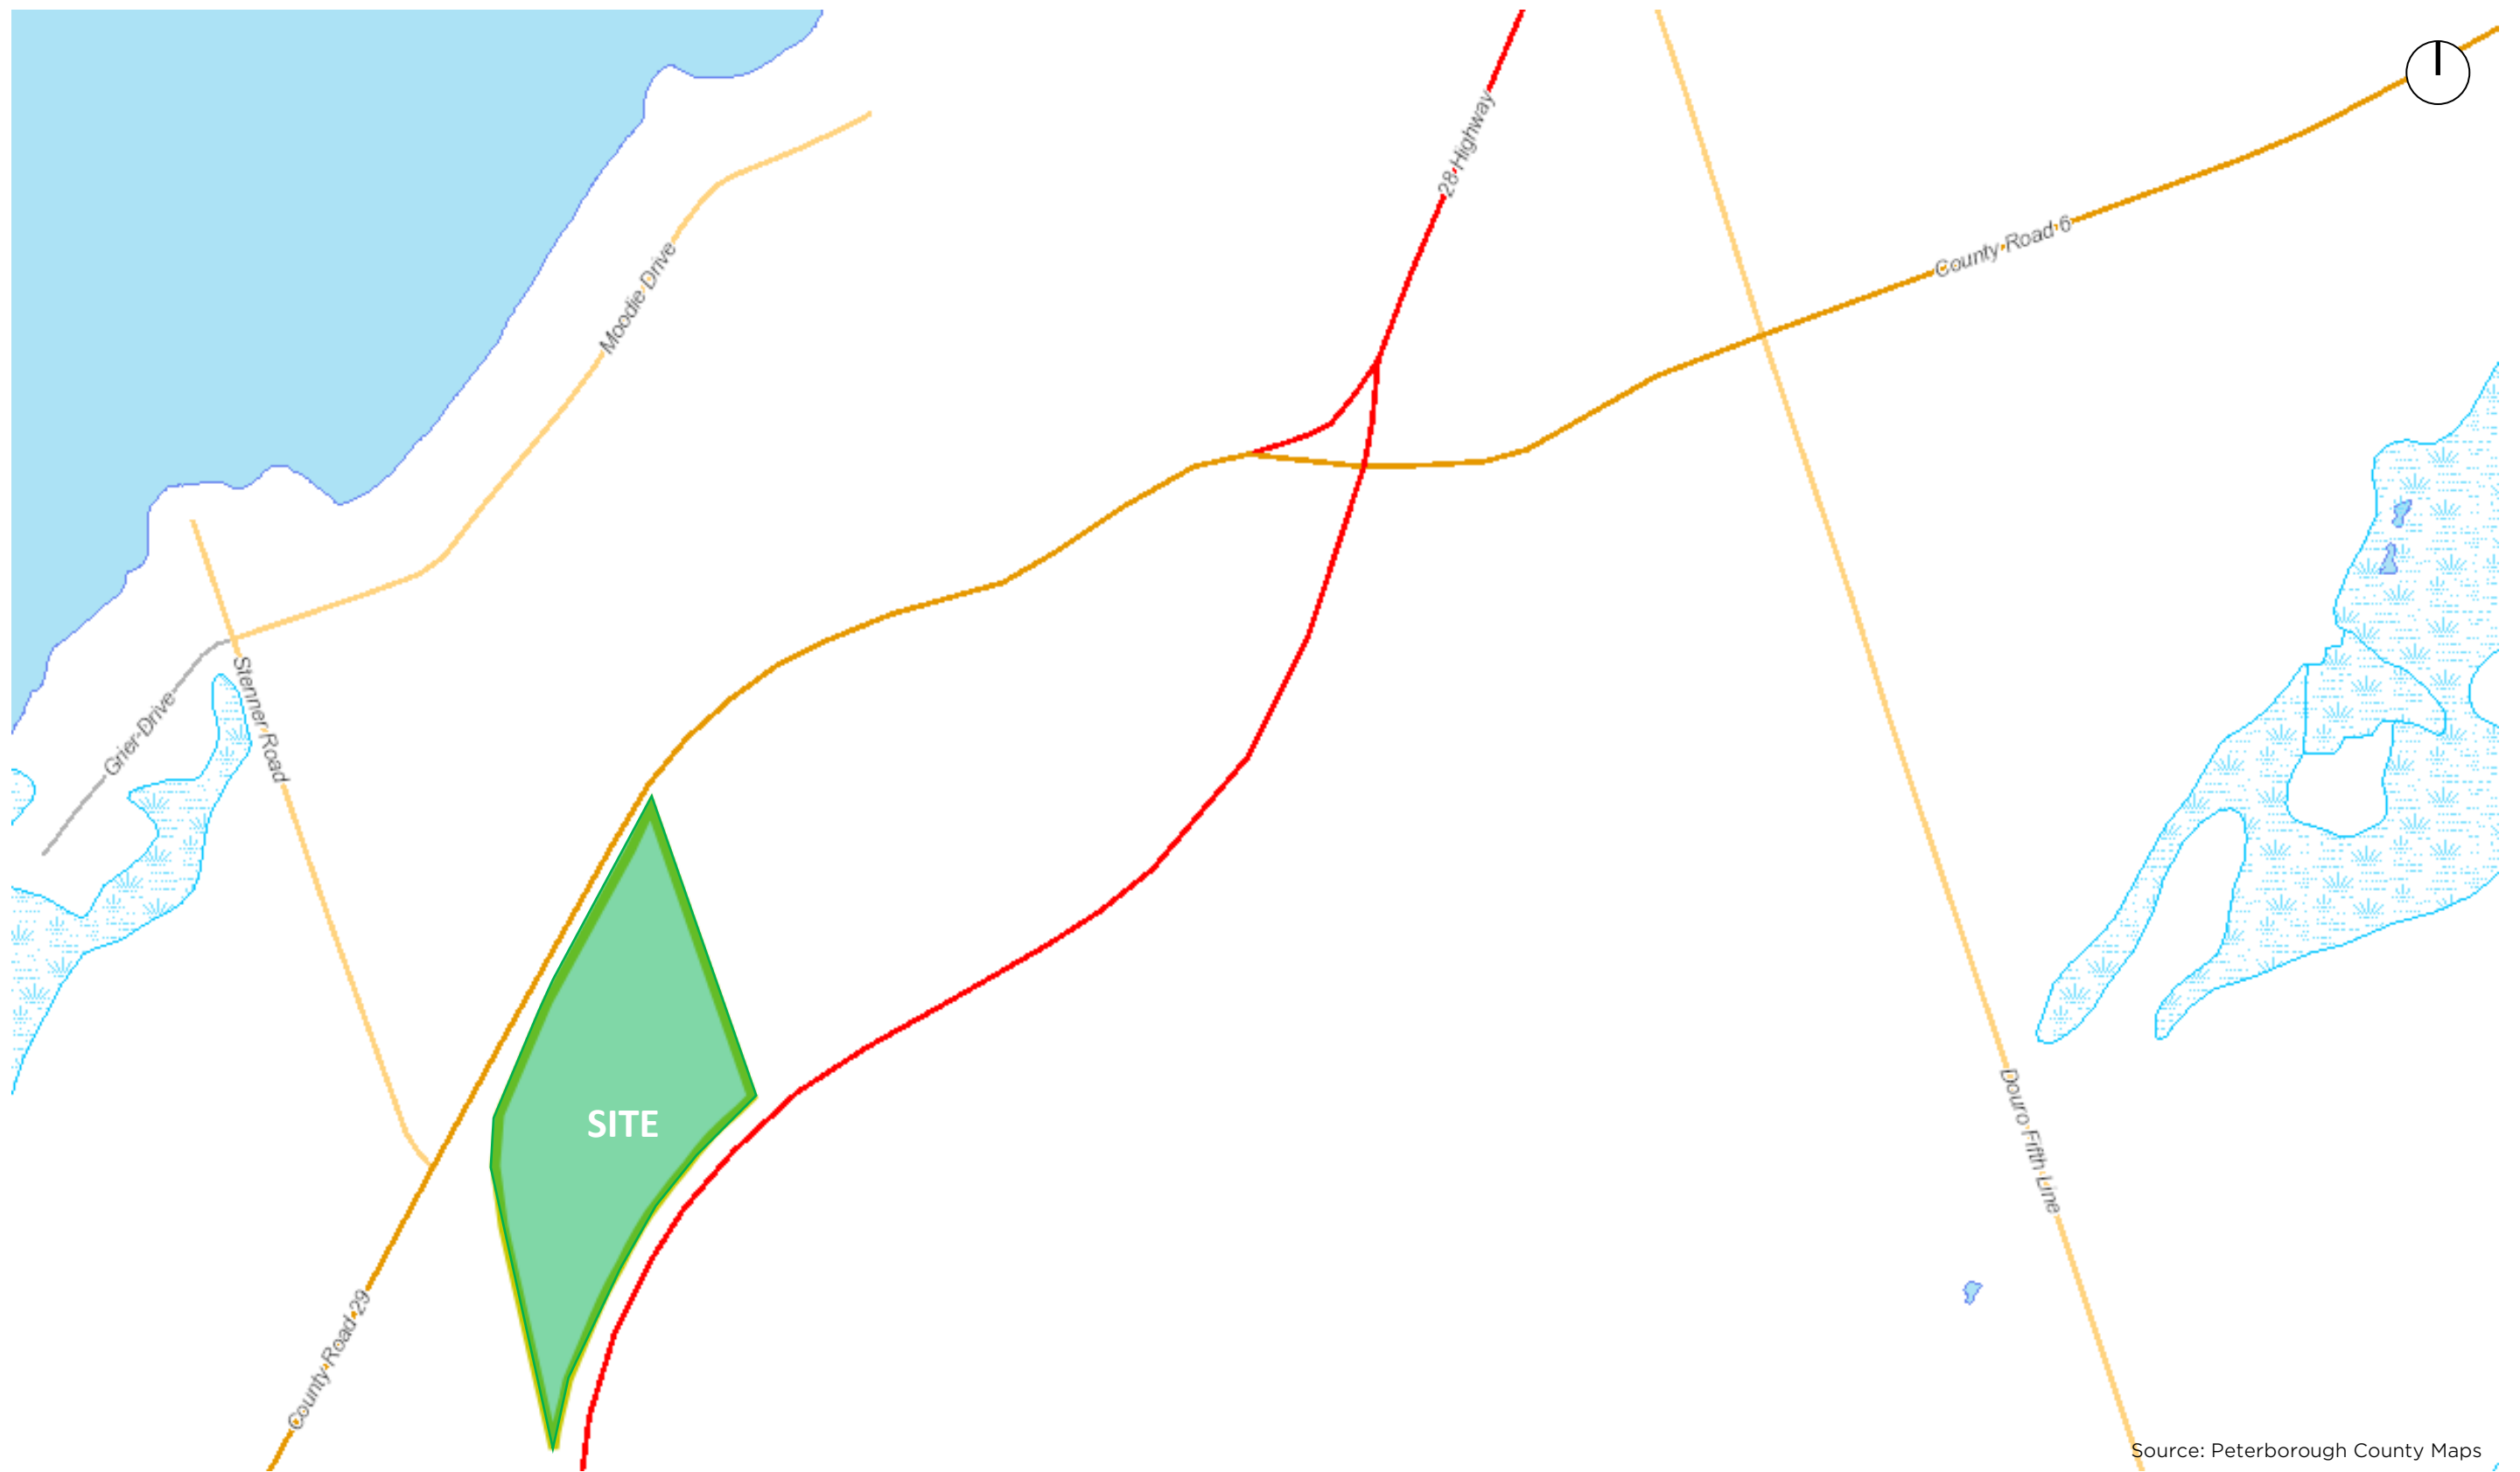 28 Highway
County Road 6
Moodie Drive
Stenner Road
Grier Drive
SITE
Douro Fifth Line
County Road 29
Source: Peterborough County Maps